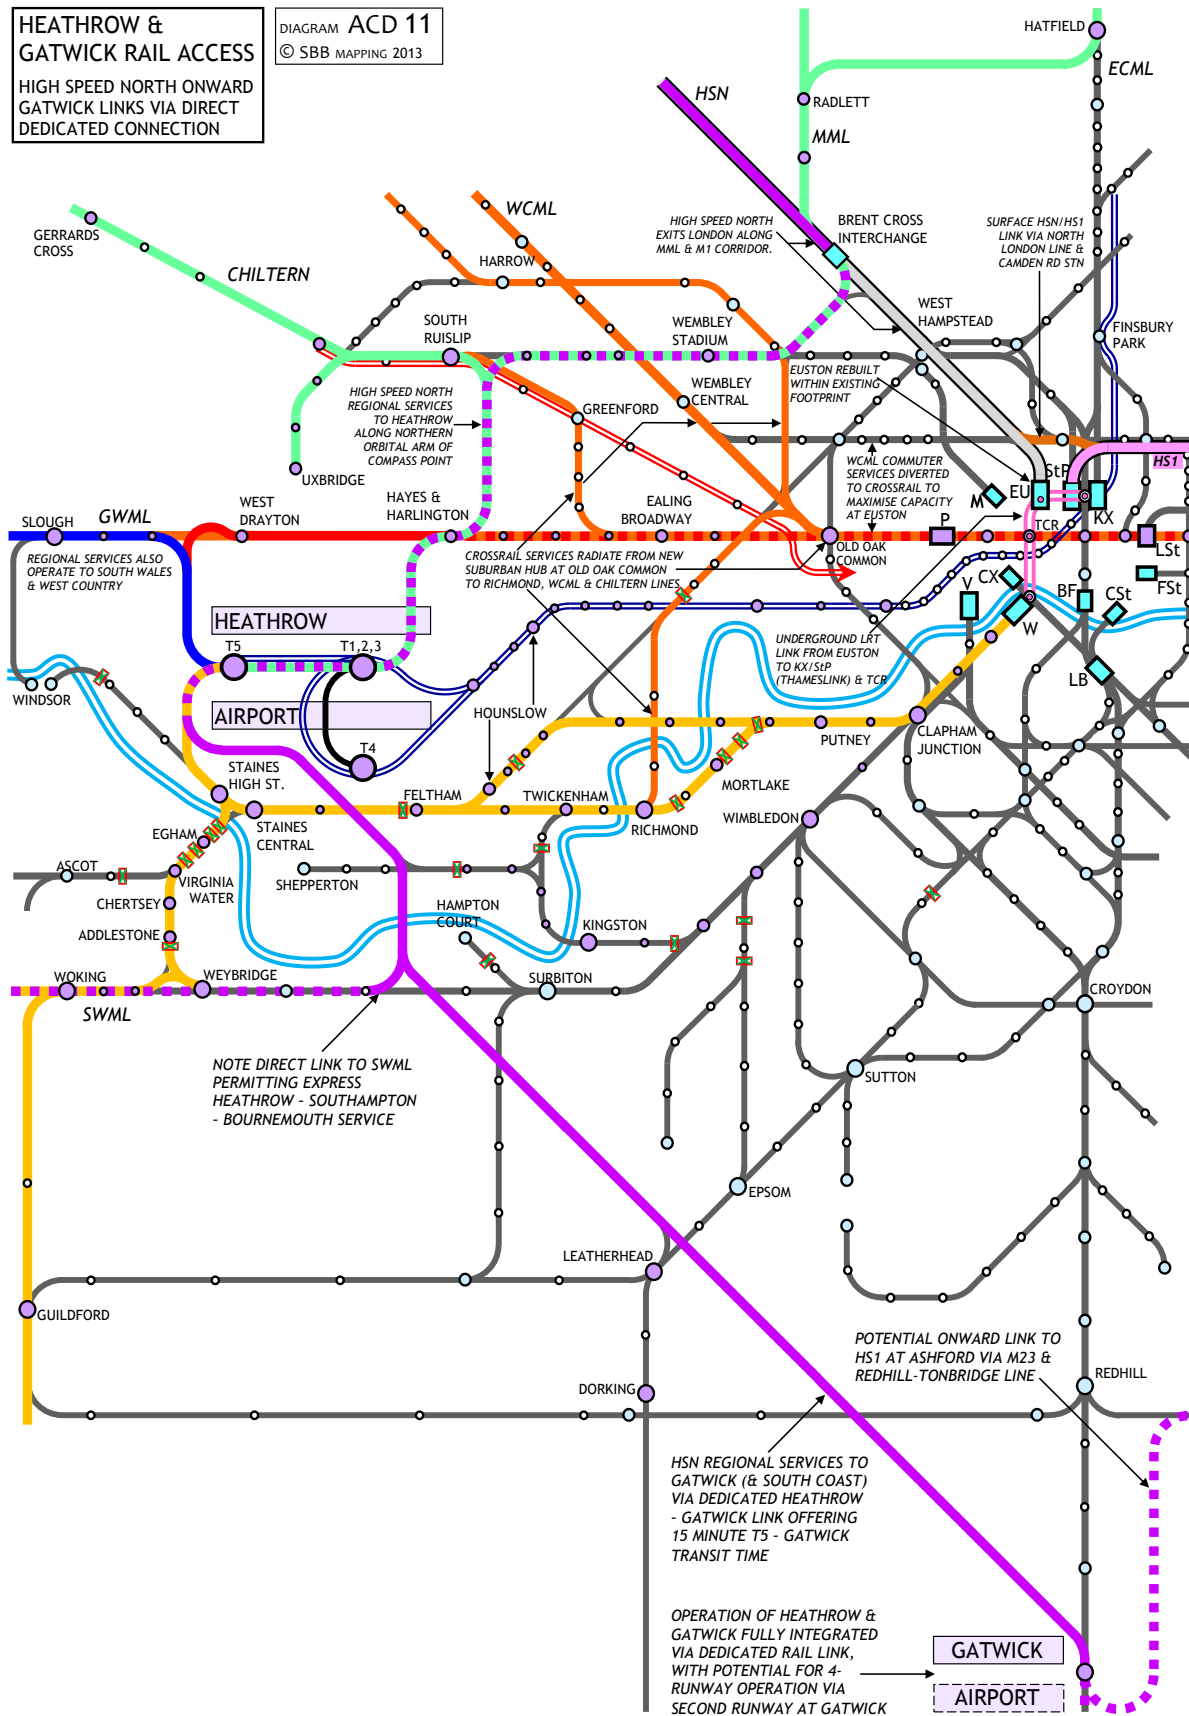 HEATHROW &
GATWICK RAIL ACCESS
HIGH SPEED NORTH ONWARD
GATWICK LINKS VIA DIRECT
DEDICATED CONNECTION
DIAGRAM ACD 11
© SBB MAPPING 2013
HATFIELD
ECML
HSN
RADLETT
MML
GERRARDS
CROSS
CHILTERN
WCML
HARROW
HIGH SPEED NORTH
EXITS LONDON ALONG
MML & M1 CORRIDOR.
BRENT CROSS
INTERCHANGE
SURFACE HSN/HS1
LINK VIA NORTH
LONDON LINE &
CAMDEN RD STN
SOUTH
RUISLIP
WEMBLEY
STADIUM
WEST
HAMPSTEAD
FINSBURY
PARK
HIGH SPEED NORTH
REGIONAL SERVICES
TO HEATHROW
ALONG NORTHERN
ORBITAL ARM OF
COMPASS POINT
GREENFORD
WEMBLEY
CENTRAL
EUSTON REBUILT
WITHIN EXISTING
FOOTPRINT
UXBRIDGE
WCML COMMUTER
SERVICES DIVERTED
TO CROSSRAIL TO
MAXIMISE CAPACITY
AT EUSTON
StP
HS1
M
EU
KX
SLOUGH
GWML
WEST
DRAYTON
HAYES &
HARLINGTON
EALING
BROADWAY
P
TCR
LSt
OLD OAK
COMMON
REGIONAL SERVICES ALSO
OPERATE TO SOUTH WALES
& WEST COUNTRY
CROSSRAIL SERVICES RADIATE FROM NEW
SUBURBAN HUB AT OLD OAK COMMON
TO RICHMOND, WCML & CHILTERN LINES
CX
V
BF
CSt
FSt
W
HEATHROW
T5
T1,2,3
UNDERGROUND LRT
LINK FROM EUSTON
TO KX/StP
(THAMESLINK) & TCR
LB
WINDSOR
AIRPORT
HOUNSLOW
T4
PUTNEY
CLAPHAM
JUNCTION
STAINES
HIGH ST.
FELTHAM
TWICKENHAM
MORTLAKE
RICHMOND
WIMBLEDON
EGHAM
STAINES
CENTRAL
ASCOT
VIRGINIA
WATER
SHEPPERTON
CHERTSEY
HAMPTON
COURT
KINGSTON
ADDLESTONE
WOKING
WEYBRIDGE
SURBITON
CROYDON
SWML
NOTE DIRECT LINK TO SWML
PERMITTING EXPRESS
HEATHROW - SOUTHAMPTON
- BOURNEMOUTH SERVICE
SUTTON
EPSOM
LEATHERHEAD
GUILDFORD
POTENTIAL ONWARD LINK TO
HS1 AT ASHFORD VIA M23 &
REDHILL-TONBRIDGE LINE
REDHILL
DORKING
HSN REGIONAL SERVICES TO
GATWICK (& SOUTH COAST)
VIA DEDICATED HEATHROW
- GATWICK LINK OFFERING
15 MINUTE T5 - GATWICK
TRANSIT TIME
OPERATION OF HEATHROW &
GATWICK FULLY INTEGRATED
VIA DEDICATED RAIL LINK,
WITH POTENTIAL FOR 4-
RUNWAY OPERATION VIA
SECOND RUNWAY AT GATWICK
GATWICK
AIRPORT